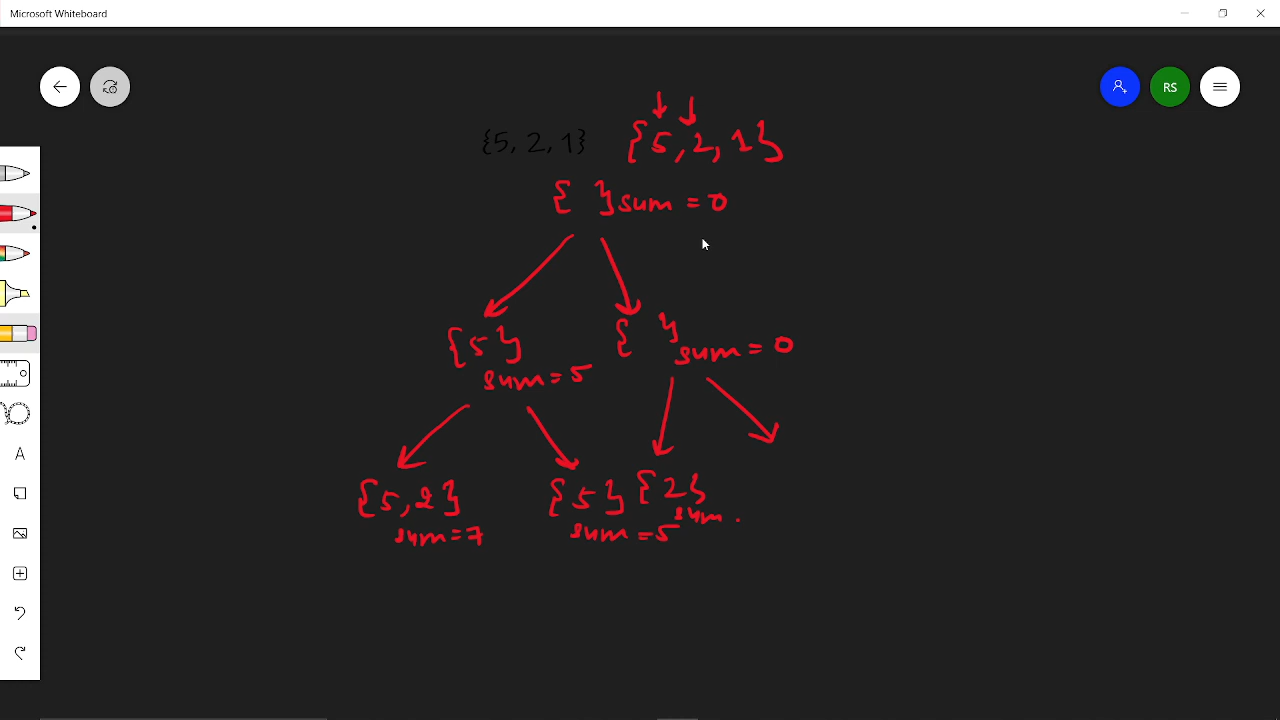 Microsoft Whiteboard
RS
{5, 2, 1} {5, 2, 1}
{ } sum = 0
{5} { }
sum = 5 sum = 0
{5, 2} {5} {2}
sum = 7 sum = 5 sum
A